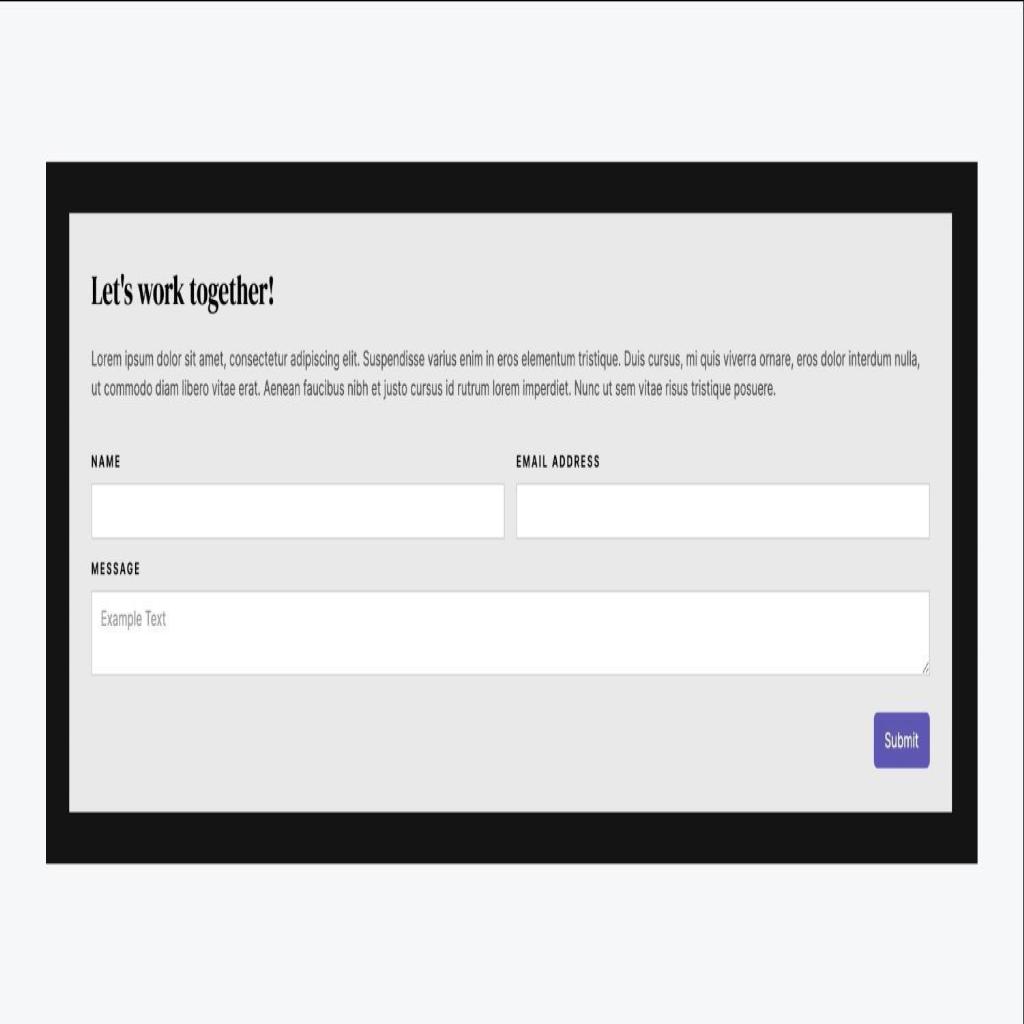 Let's work together!
Lorem ipsum dolor sit amet, consectetur adipiscing elit. Suspendisse varius enim in eros elementum tristique. Duis cursus, mi quis viverra ornare, eros dolor interdum nulla,
ut commodo diam libero vitae erat. Aenean faucibus nibh et justo cursus id rutrum lorem imperdiet. Nunc ut sem vitae risus tristique posuere.
NAME
EMAIL ADDRESS
MESSAGE
Example Text
Submit